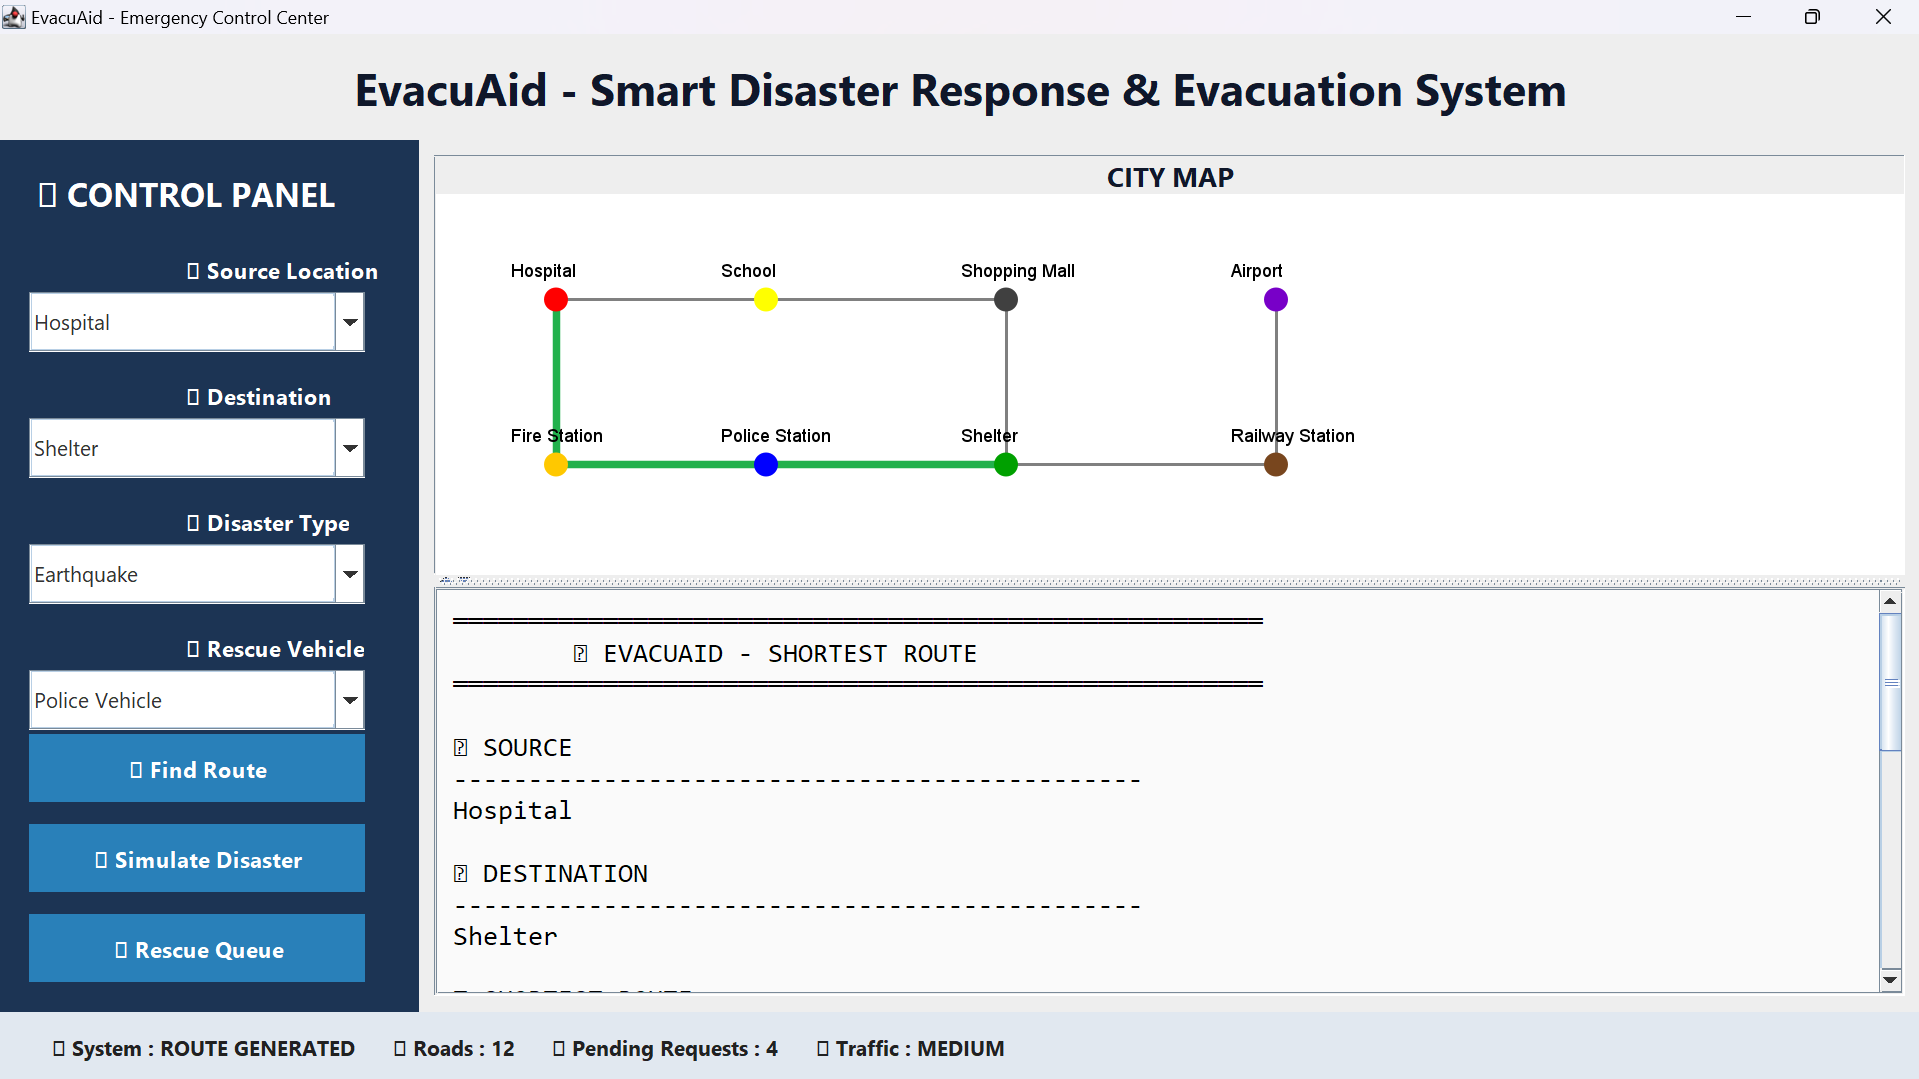 EvacuAid - Emergency Control Center
EvacuAid - Smart Disaster Response & Evacuation System
CONTROL PANEL
Source Location
Hospital
Destination
Shelter
Disaster Type
Earthquake
Rescue Vehicle
Police Vehicle
Find Route
Simulate Disaster
Rescue Queue
CITY MAP
Hospital School Shopping Mall Airport
Fire Station Police Station Shelter Railway Station
EVACUAID - SHORTEST ROUTE
SOURCE
Hospital
DESTINATION
Shelter
System : ROUTE GENERATED Roads : 12 Pending Requests : 4 Traffic : MEDIUM